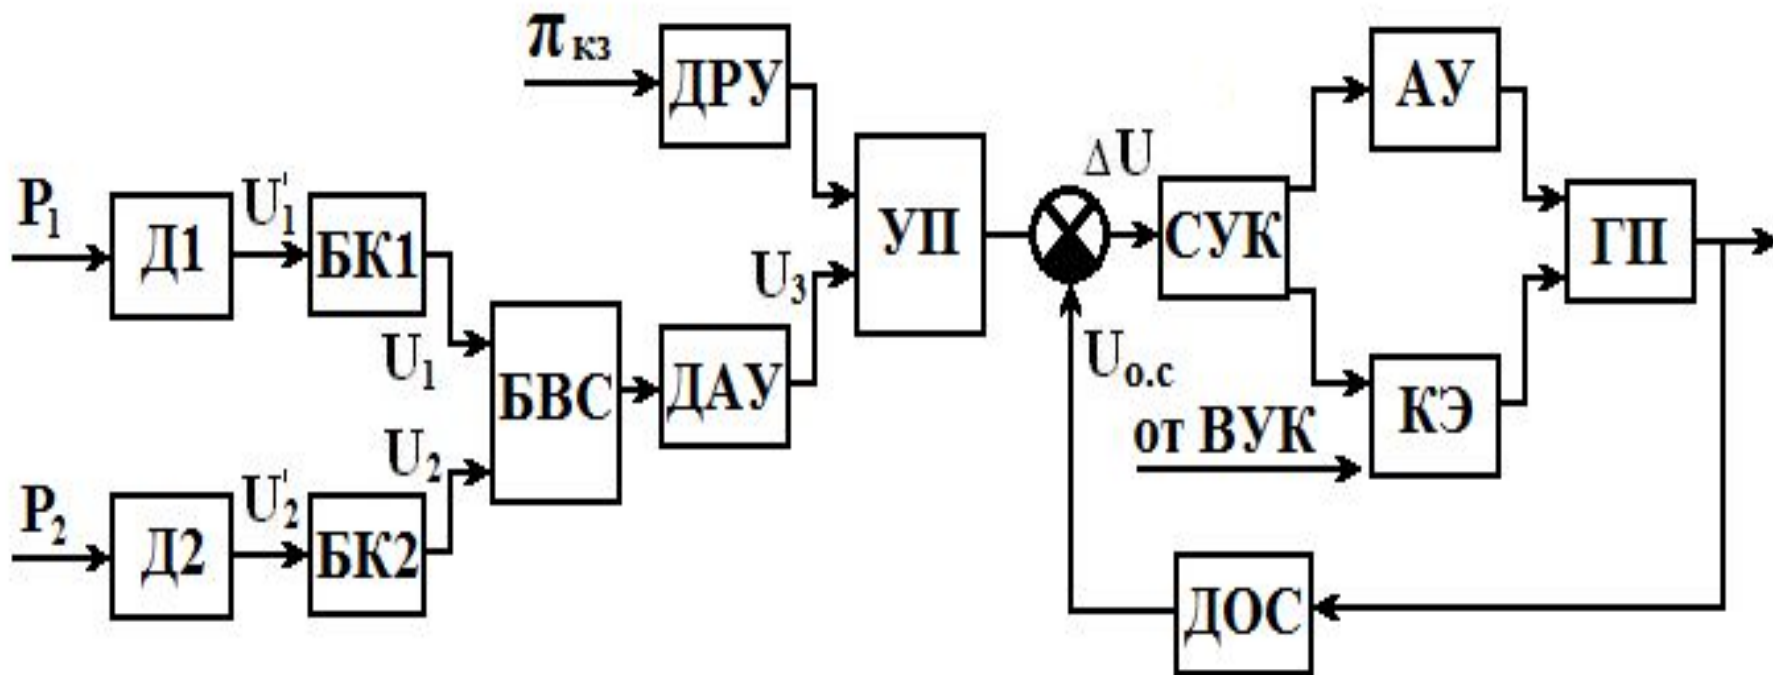 π кз
ДРУ
АУ
ΔU
P₁
U'₁
Д1
БК1
УП
СУК
ГП
U₃
U₁
БВС
ДАУ
Uо.с
КЭ
от ВУК
U₂
P₂
U'₂
Д2
БК2
ДОС